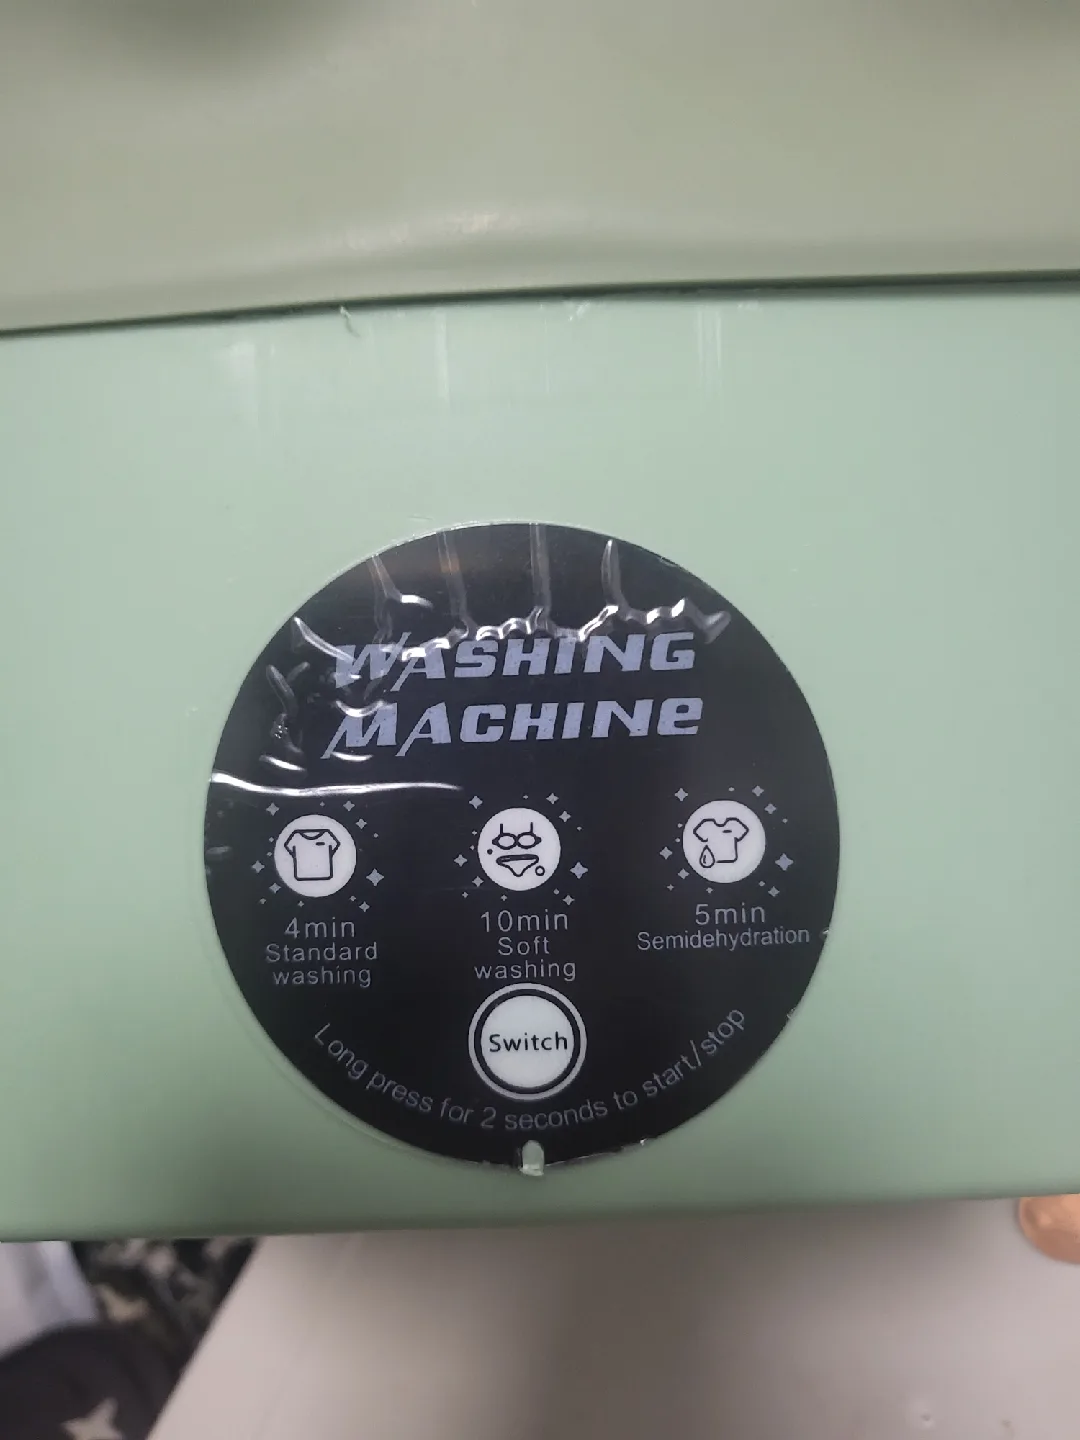 WASHING
MACHINE
4min
Standard
washing
10min
Soft
washing
5min
Semidehydration
Switch
Long press for 2 seconds to start/stop